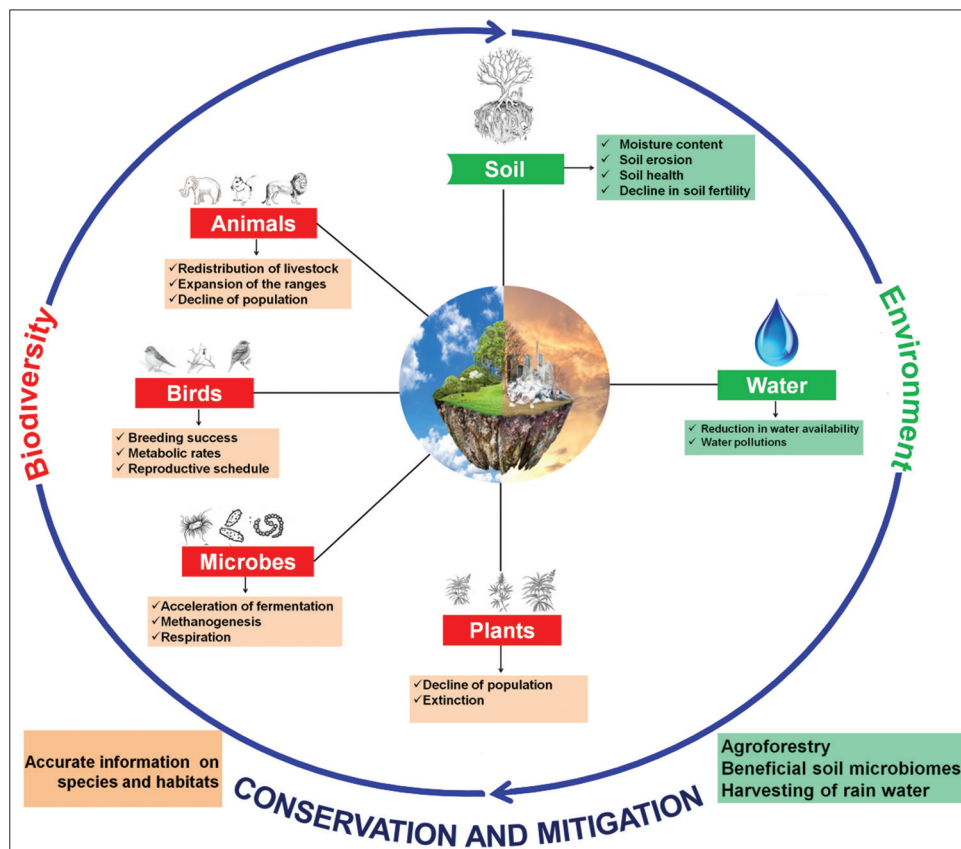 Soil
✓ Moisture content
✓ Soil erosion
✓ Soil health
✓ Decline in soil fertility
Animals
✓Redistribution of livestock
✓Expansion of the ranges
✓Decline of population
Biodiversity
Environment
Birds
✓ Breeding success
✓ Metabolic rates
✓ Reproductive schedule
Water
✓ Reduction in water availability
✓ Water pollutions
Microbes
✓Acceleration of fermentation
✓Methanogenesis
✓Respiration
Plants
✓Decline of population
✓Extinction
Accurate information on
species and habitats
Agroforestry
Beneficial soil microbiomes
Harvesting of rain water
CONSERVATION AND MITIGATION